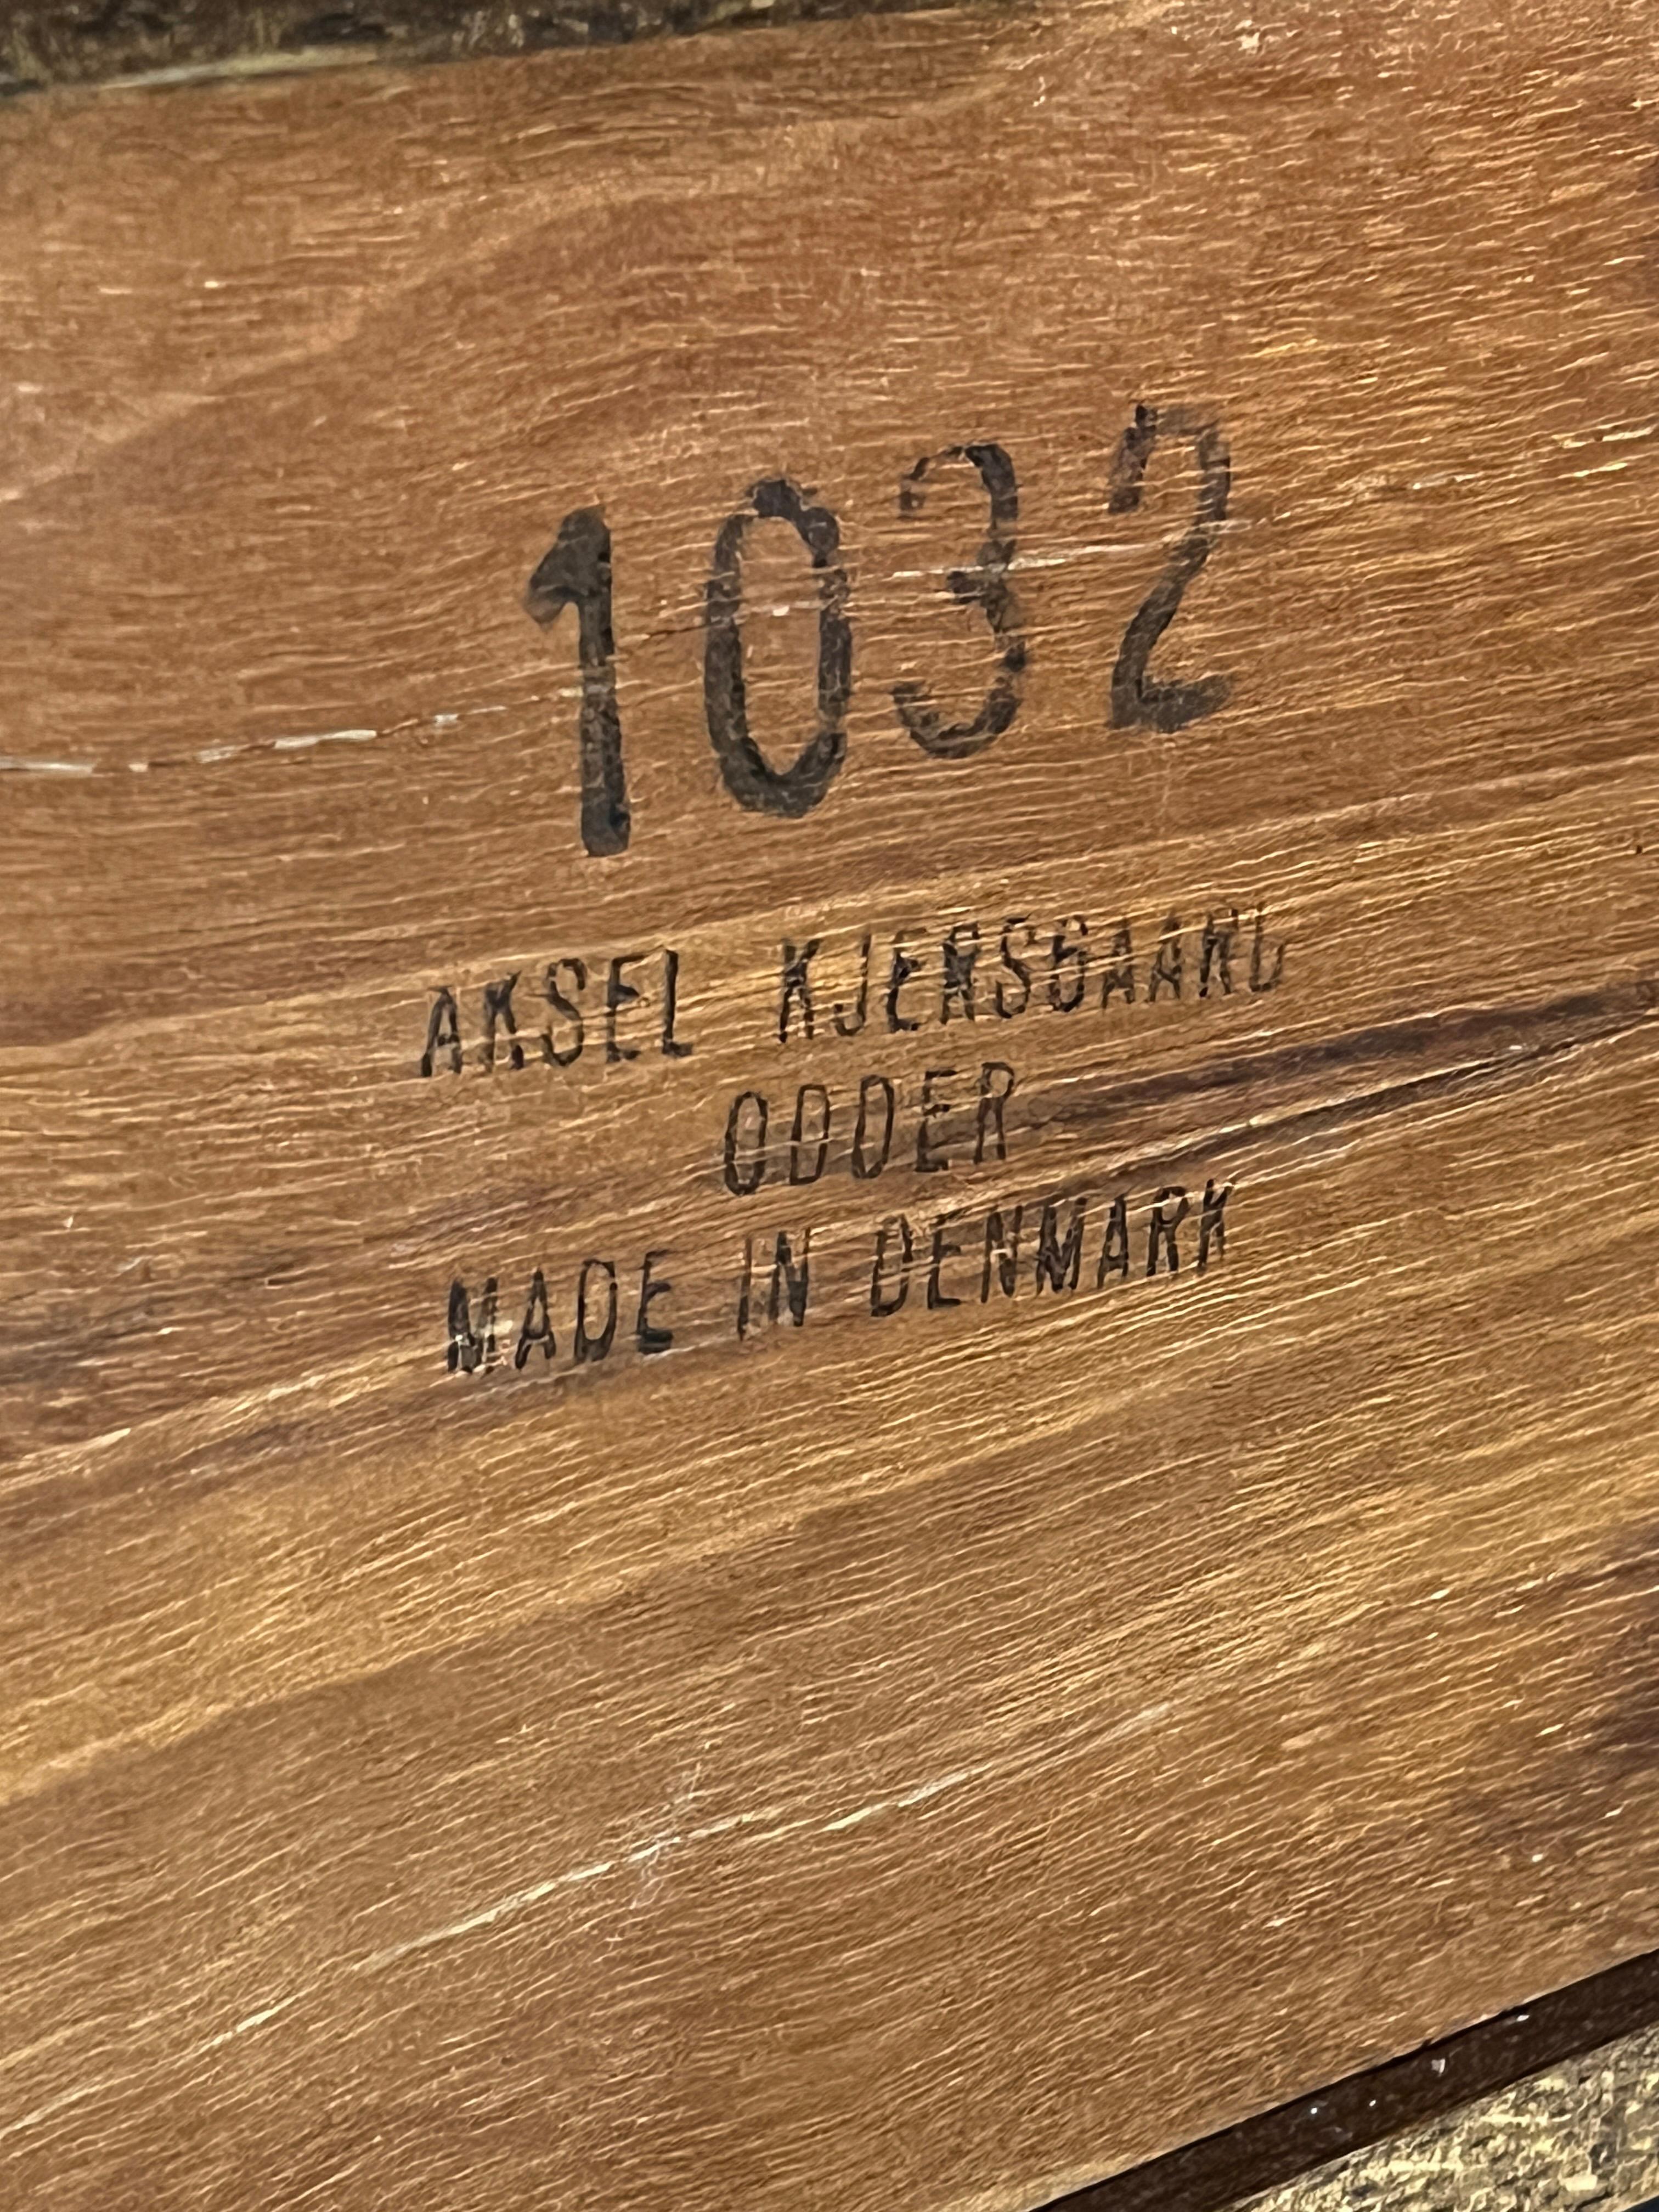 1032
AKSEL KJERSGAARD
ODDER
MADE IN DENMARK